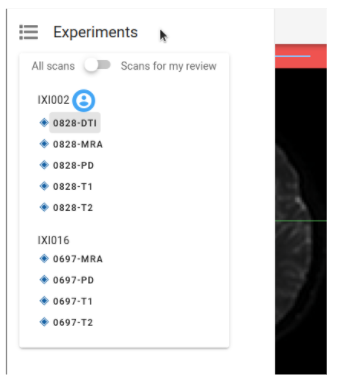 Experiments
All scans Scans for my review
IXI002
0828-DTI
0828-MRA
0828-PD
0828-T1
0828-T2
IXI016
0697-MRA
0697-PD
0697-T1
0697-T2